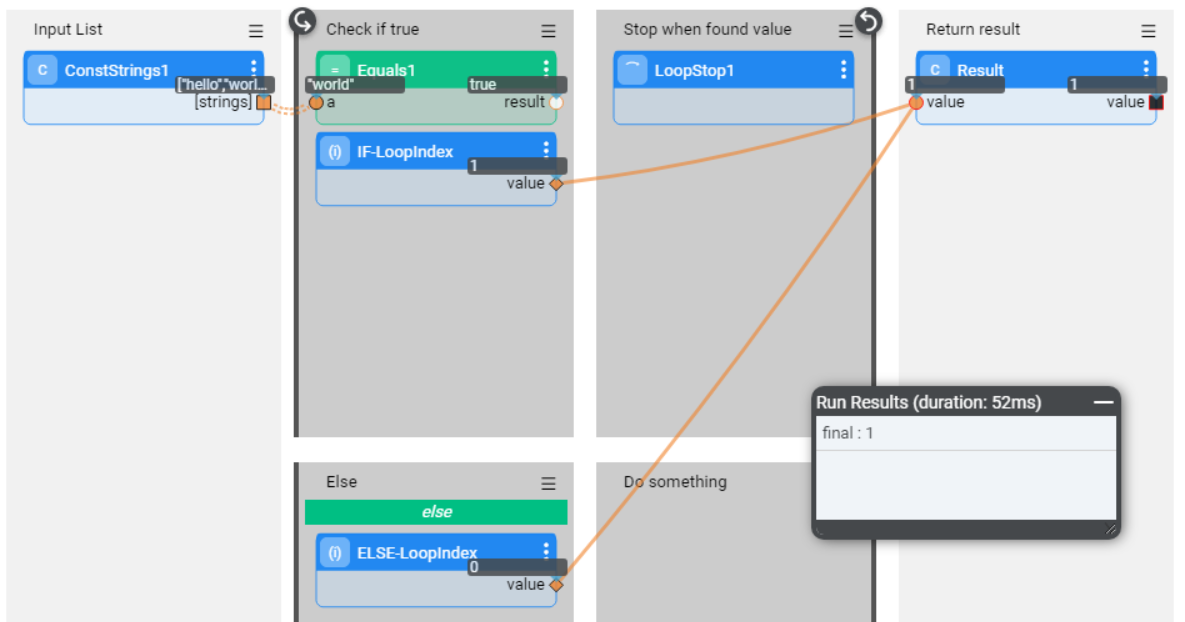 Input List
C ConstStrings1
["hello","worl...
[strings]
Check if true
= Equals1
"world" true
a result
(i) IF-LoopIndex
1
value
Stop when found value
LoopStop1
Return result
C Result
1 1
value value
Run Results (duration: 52ms)
final : 1
Else
else
(i) ELSE-LoopIndex
0
value
Do something